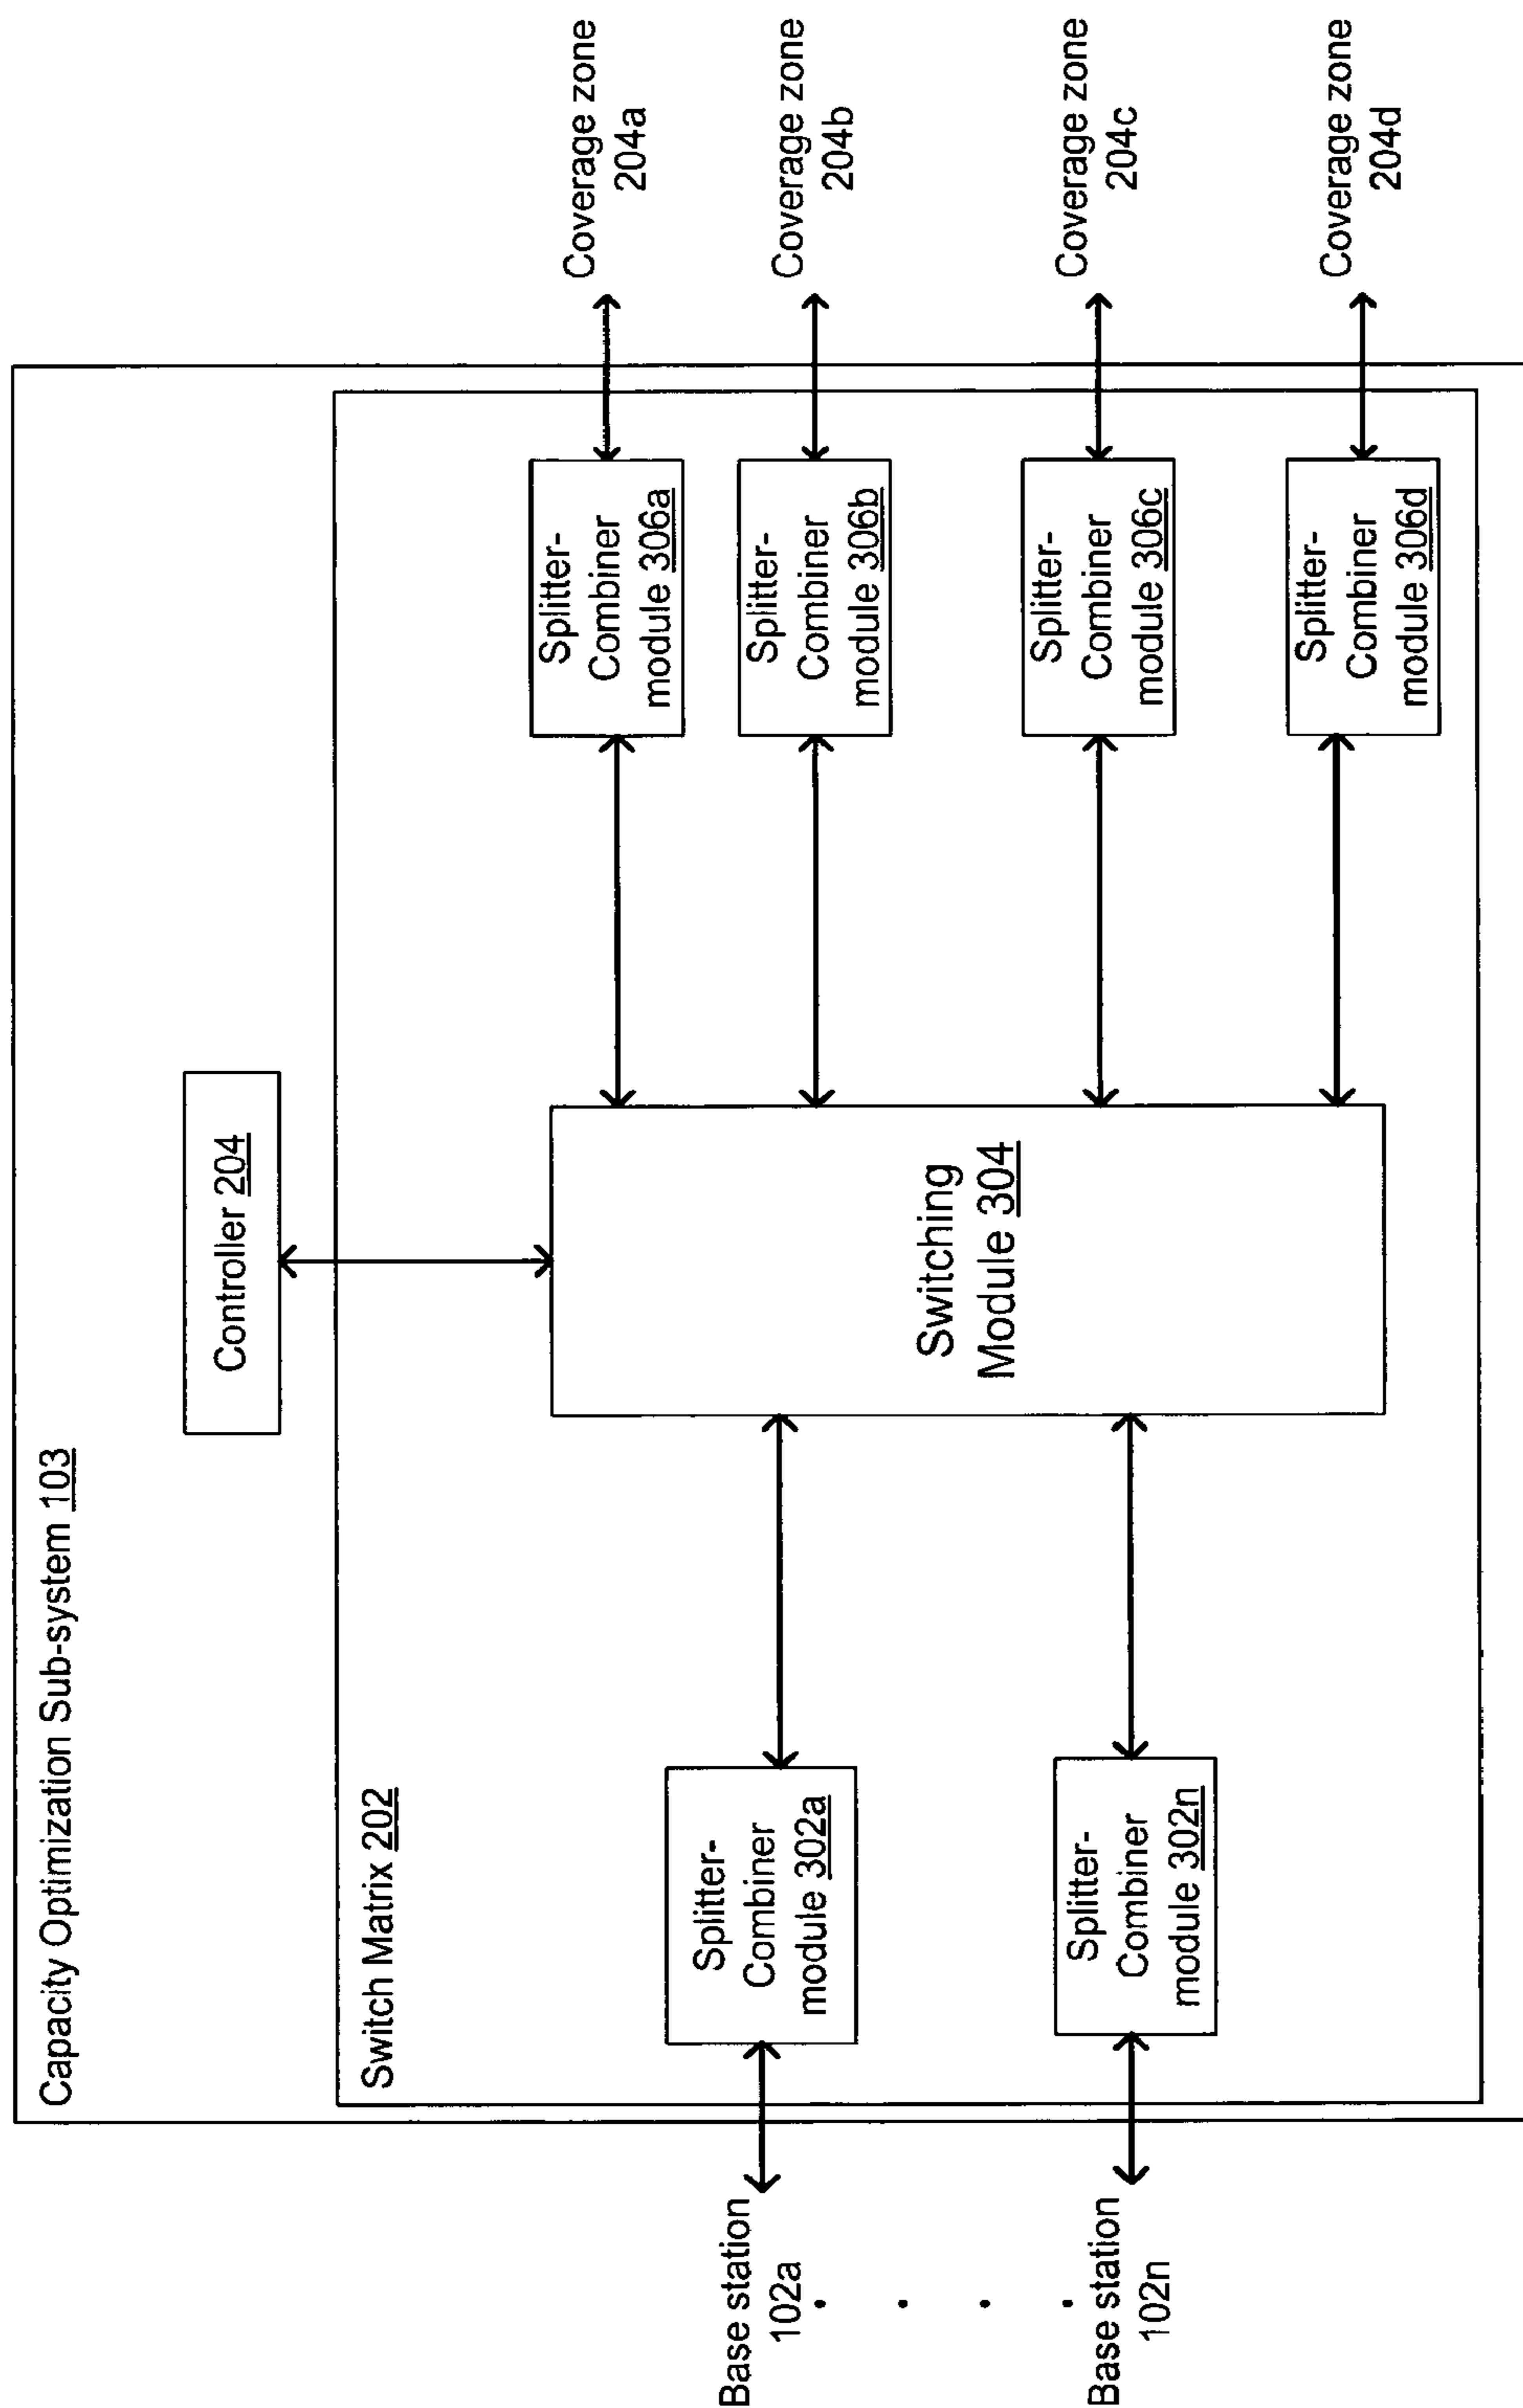 Capacity Optimization Sub-system 103
Controller 204
Switch Matrix 202
Base station
102a
Base station
102n
Splitter-
Combiner
module 302a
Splitter-
Combiner
module 302n
Switching
Module 304
Splitter-
Combiner
module 306a
Splitter-
Combiner
module 306b
Splitter-
Combiner
module 306c
Splitter-
Combiner
module 306d
Coverage zone
204a
Coverage zone
204b
Coverage zone
204c
Coverage zone
204d